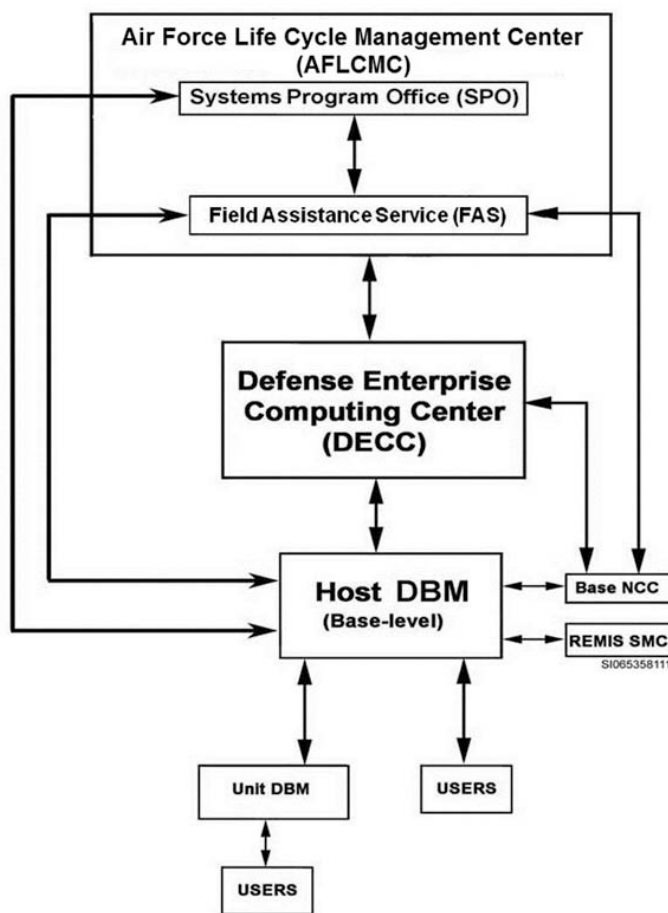 Air Force Life Cycle Management Center
(AFLCMC)
Systems Program Office (SPO)
Field Assistance Service (FAS)
Defense Enterprise
Computing Center
(DECC)
Host DBM
(Base-level)
Base NCC
REMIS SMC
SI065358111
Unit DBM
USERS
USERS